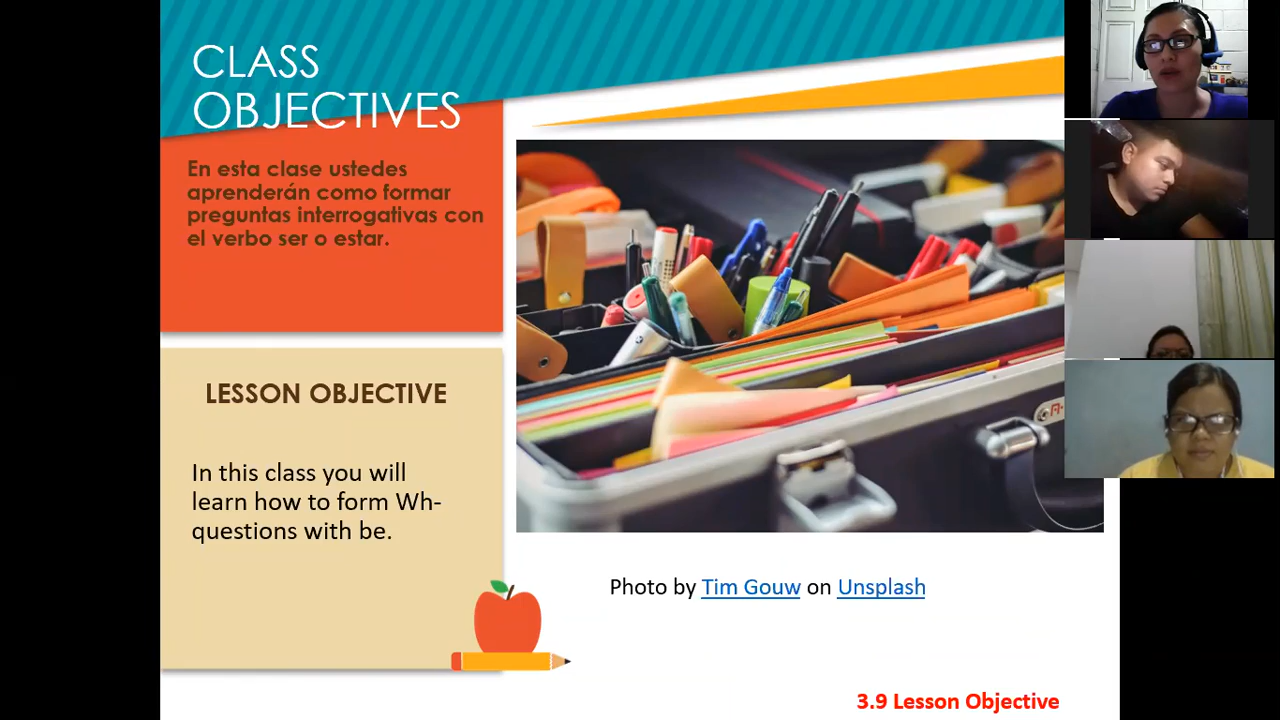 CLASS
OBJECTIVES
En esta clase ustedes
aprenderán como formar
preguntas interrogativas con
el verbo ser o estar.
LESSON OBJECTIVE
In this class you will
learn how to form Wh-
questions with be.
Photo by Tim Gouw on Unsplash
3.9 Lesson Objective